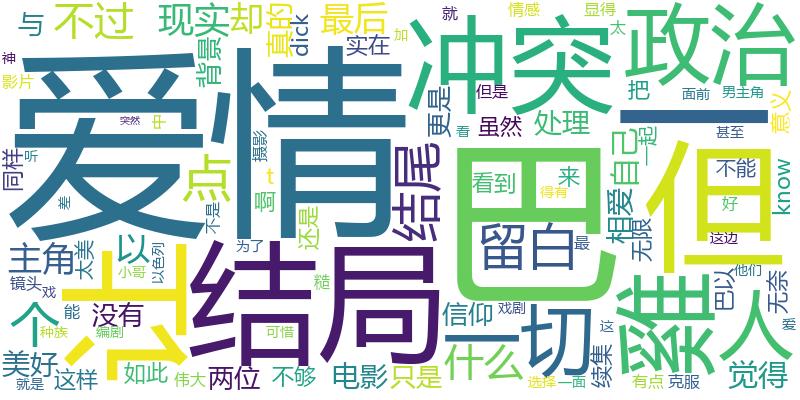 爱情
冲突
政治
巴
但
结局
一切
雞
人
让
一
结尾
留白
不过
现实
却
最后
真的
与
背景
dick
实在
加
就
情感
显得
太
神
影片
点
同样
听
差
突然
中
不是
摄影
t
啊
还是
更是
但是
看
虽然
处理
把
面前
男主角
意义
甚至
自己
一起
不能
know
好
这边
看到
得有
来
相爱
无限
最
主角
太美
以
小哥
以色列
为了
镜头
戏
能
个
没有
糙
可惜
信仰
戏剧
这
续集
巴以
他们
无奈
爱
种族
编剧
美好
就是
这样
如此
伟大
两位
不够
电影
只是
什么
选择
一面
有点
克服
觉得